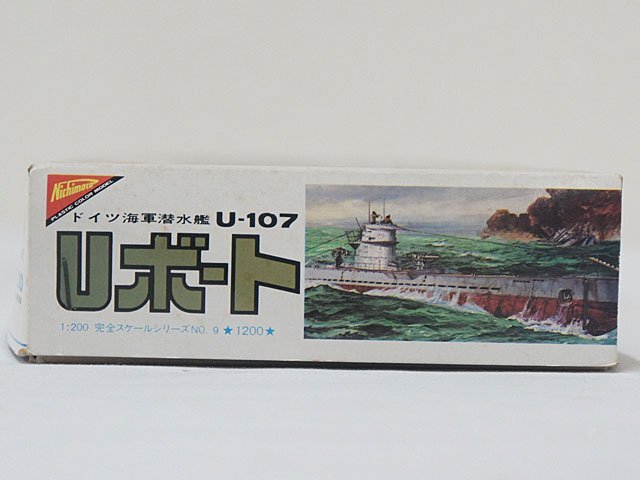 Nichimoco
PLASTIC COLOR MODEL
ドイツ海軍潜水艦 U-107
Uボート
1:200 完全スケールシリーズNO. 9 ★1200★